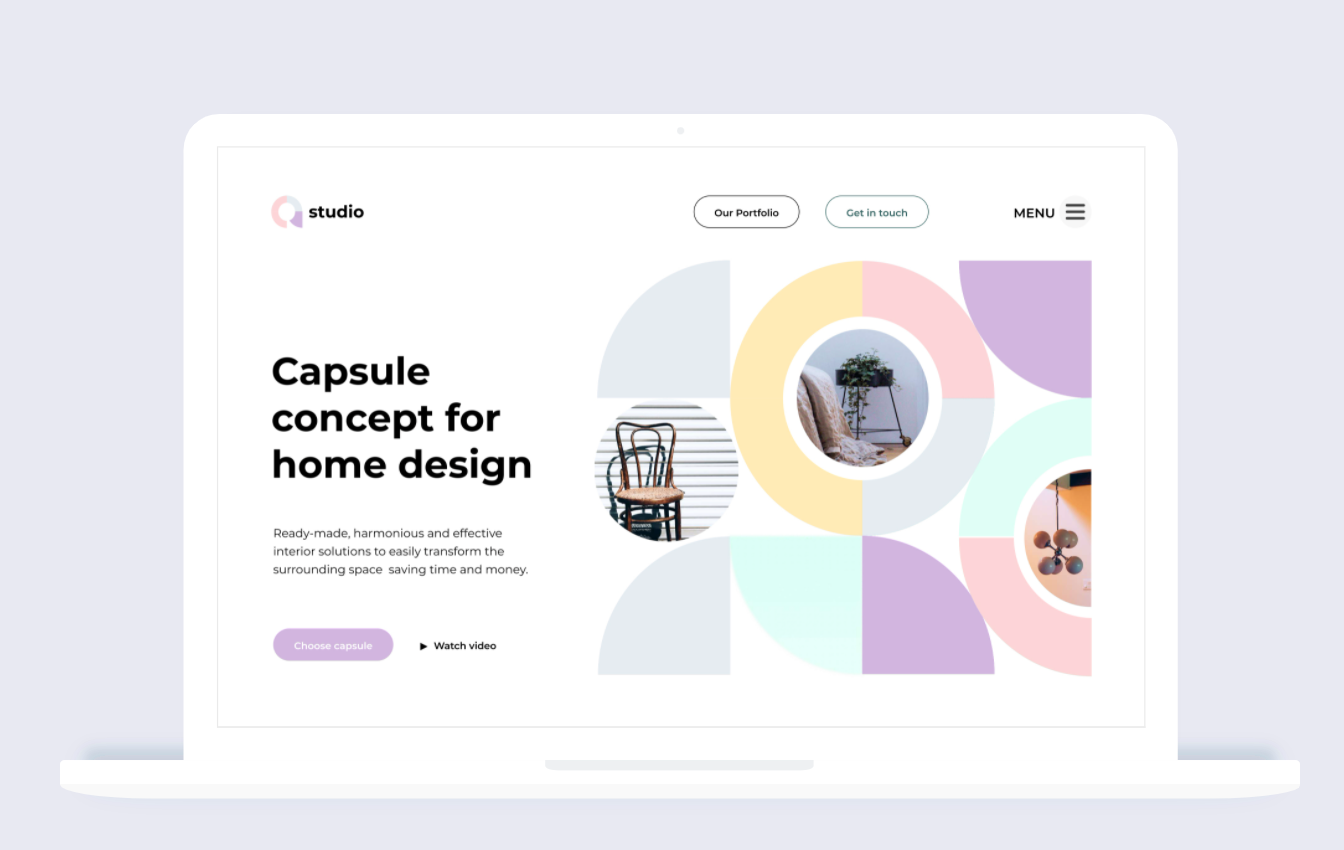 studio
Our Portfolio
Get in touch
MENU
Capsule
concept for
home design
Ready-made, harmonious and effective
interior solutions to easily transform the
surrounding space  saving time and money.
Choose capsule
Watch video